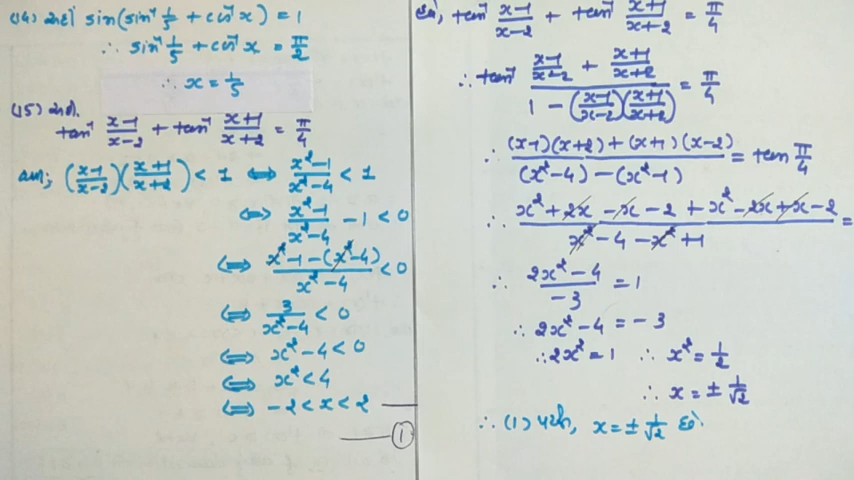 (14) અહીં sin(sin⁻¹ 1/5 + cos⁻¹ x) = 1
∴ sin⁻¹ 1/5 + cos⁻¹ x = π/2
∴ x = 1/5
(15) અહીં.
tan⁻¹ (x-1)/(x-2) + tan⁻¹ (x+1)/(x+2) = π/4
((x-1)/(x-2))((x+1)/(x+2)) < 1 ⇔ (x²-1)/(x²-4) < 1
⇔ (x²-1)/(x²-4) - 1 < 0
⇔ (x²-1-(x²-4))/(x²-4) < 0
⇔ 3/(x²-4) < 0
⇔ x²-4 < 0
⇔ x² < 4
⇔ -2 < x < 2 —
— ①
હવે, tan⁻¹ (x-1)/(x-2) + tan⁻¹ (x+1)/(x+2) = π/4
∴ tan⁻¹ ((x-1)/(x-2) + (x+1)/(x+2))/(1 - ((x-1)/(x-2))((x+1)/(x+2))) = π/4
∴ ((x-1)(x+2) + (x+1)(x-2))/((x²-4) - (x²-1)) = tan π/4
∴ (x² + 2x - x - 2 + x² - 2x + x - 2)/(x² - 4 - x² + 1) =
∴ (2x² - 4)/(-3) = 1
∴ 2x² - 4 = -3
∴ 2x² = 1 ∴ x² = 1/2
∴ x = ± 1/√2
∴ (1) પરથી, x = ± 1/√2 છે.